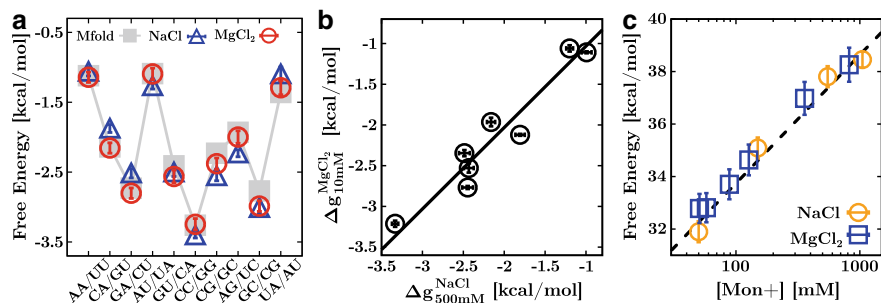 a
Free Energy [kcal/mol]
-0.5
-1.5
-2.5
-3.5
Mfold NaCl MgCl₂
AA/UU
CA/GU
GA/CU
AU/UA
GU/CA
CC/GG
CG/GC
AG/UC
GC/CG
UA/AU
b
Δg^MgCl₂_10mM [kcal/mol]
-1
-1.5
-2
-2.5
-3
-3.5
-3.5 -3 -2.5 -2 -1.5 -1
Δg^NaCl_500mM [kcal/mol]
c
Free Energy [kcal/mol]
40
38
36
34
32
NaCl
MgCl₂
100 1000
[Mon+] [mM]